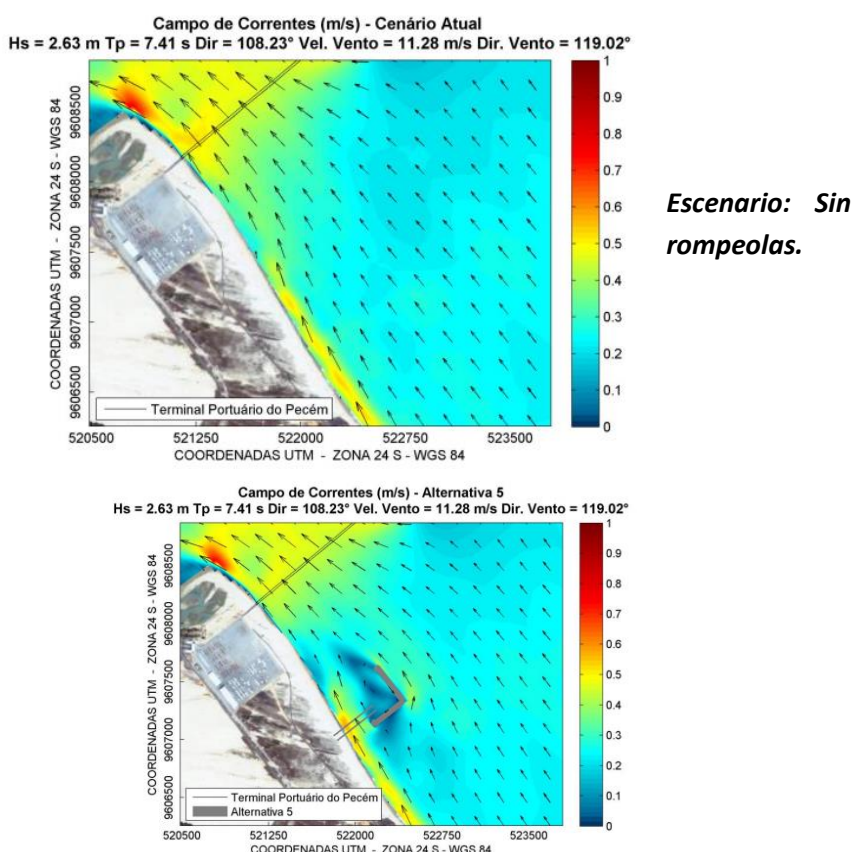 Campo de Correntes (m/s) - Cenário Atual
Hs = 2.63 m Tp = 7.41 s Dir = 108.23° Vel. Vento = 11.28 m/s Dir. Vento = 119.02°
COORDENADAS UTM - ZONA 24 S - WGS 84
9608500
9608000
9607500
9607000
9606500
Terminal Portuário do Pecém
520500 521250 522000 522750 523500
COORDENADAS UTM - ZONA 24 S - WGS 84
1
0.9
0.8
0.7
0.6
0.5
0.4
0.3
0.2
0.1
0
Escenario: Sin
rompeolas.
Campo de Correntes (m/s) - Alternativa 5
Hs = 2.63 m Tp = 7.41 s Dir = 108.23° Vel. Vento = 11.28 m/s Dir. Vento = 119.02°
COORDENADAS UTM - ZONA 24 S - WGS 84
9608500
9608000
9607500
9607000
9606500
Terminal Portuário do Pecém
Alternativa 5
520500 521250 522000 522750 523500
COORDENADAS UTM - ZONA 24 S - WGS 84
1
0.9
0.8
0.7
0.6
0.5
0.4
0.3
0.2
0.1
0